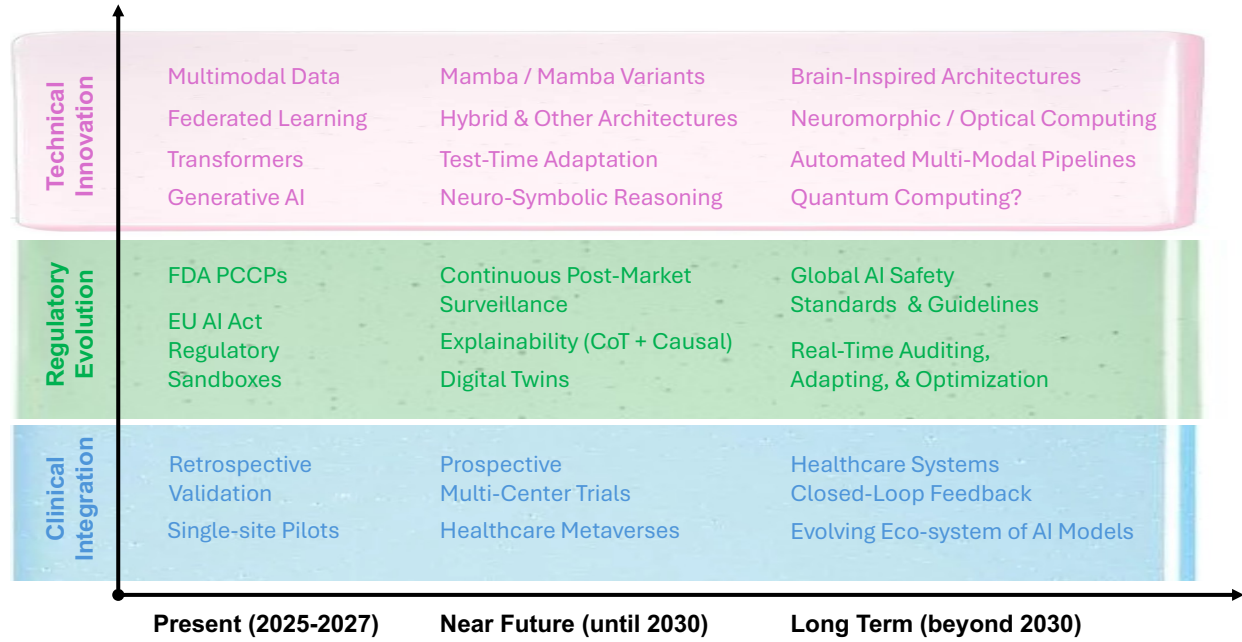 Technical
Innovation
Multimodal Data
Federated Learning
Transformers
Generative AI
Mamba / Mamba Variants
Hybrid & Other Architectures
Test-Time Adaptation
Neuro-Symbolic Reasoning
Brain-Inspired Architectures
Neuromorphic / Optical Computing
Automated Multi-Modal Pipelines
Quantum Computing?
Regulatory
Evolution
FDA PCCPs
EU AI Act
Regulatory
Sandboxes
Continuous Post-Market
Surveillance
Explainability (CoT + Causal)
Digital Twins
Global AI Safety
Standards & Guidelines
Real-Time Auditing,
Adapting, & Optimization
Clinical
Integration
Retrospective
Validation
Single-site Pilots
Prospective
Multi-Center Trials
Healthcare Metaverses
Healthcare Systems
Closed-Loop Feedback
Evolving Eco-system of AI Models
Present (2025-2027)
Near Future (until 2030)
Long Term (beyond 2030)